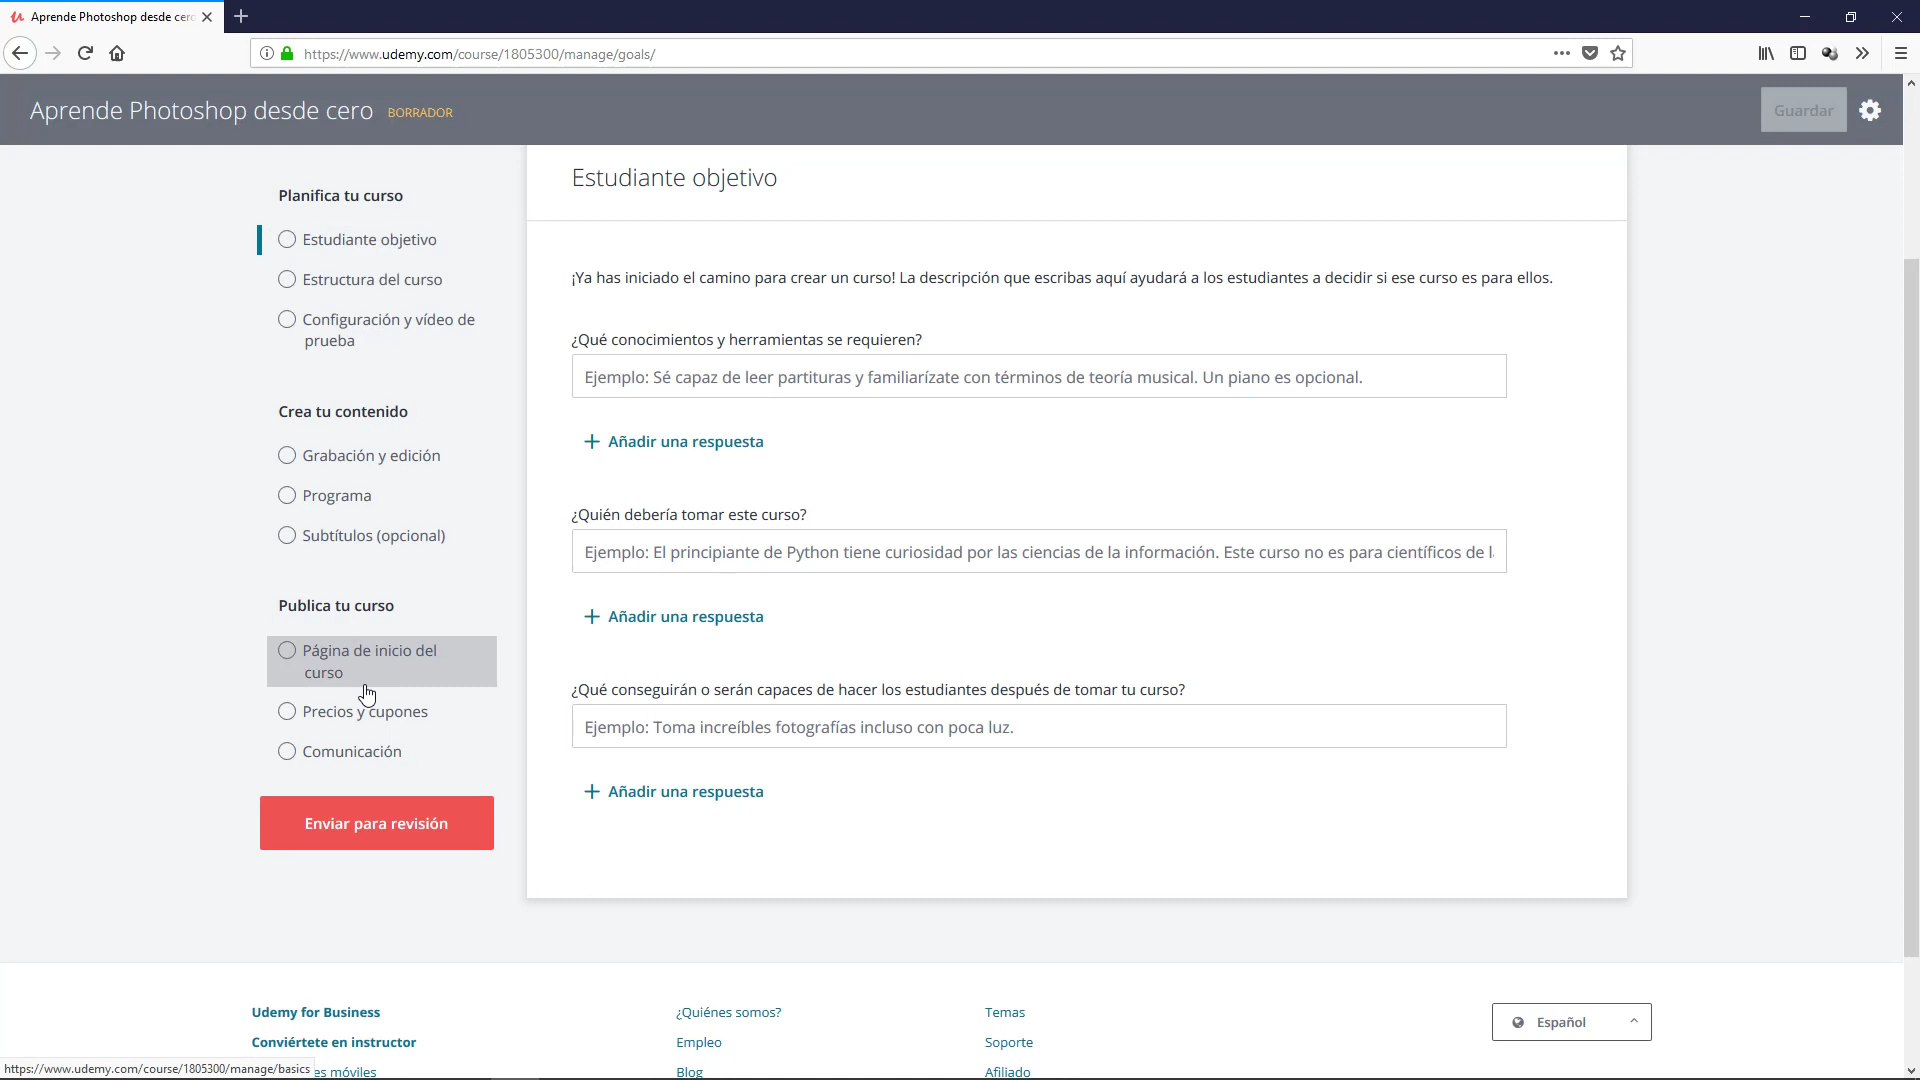 Aprende Photoshop desde cero
https://www.udemy.com/course/1805300/manage/goals/
Aprende Photoshop desde cero BORRADOR
Guardar
Planifica tu curso
Estudiante objetivo
Estructura del curso
Configuración y vídeo de
prueba
Crea tu contenido
Grabación y edición
Programa
Subtítulos (opcional)
Publica tu curso
Página de inicio del
curso
Precios y cupones
Comunicación
Enviar para revisión
Estudiante objetivo
¡Ya has iniciado el camino para crear un curso! La descripción que escribas aquí ayudará a los estudiantes a decidir si ese curso es para ellos.
¿Qué conocimientos y herramientas se requieren?
Ejemplo: Sé capaz de leer partituras y familiarízate con términos de teoría musical. Un piano es opcional.
Añadir una respuesta
¿Quién debería tomar este curso?
Ejemplo: El principiante de Python tiene curiosidad por las ciencias de la información. Este curso no es para científicos de
Añadir una respuesta
¿Qué conseguirán o serán capaces de hacer los estudiantes después de tomar tu curso?
Ejemplo: Toma increíbles fotografías incluso con poca luz.
Añadir una respuesta
Udemy for Business
Conviértete en instructor
es móviles
¿Quiénes somos?
Empleo
Blog
Temas
Soporte
Afiliado
Español
https://www.udemy.com/course/1805300/manage/basics